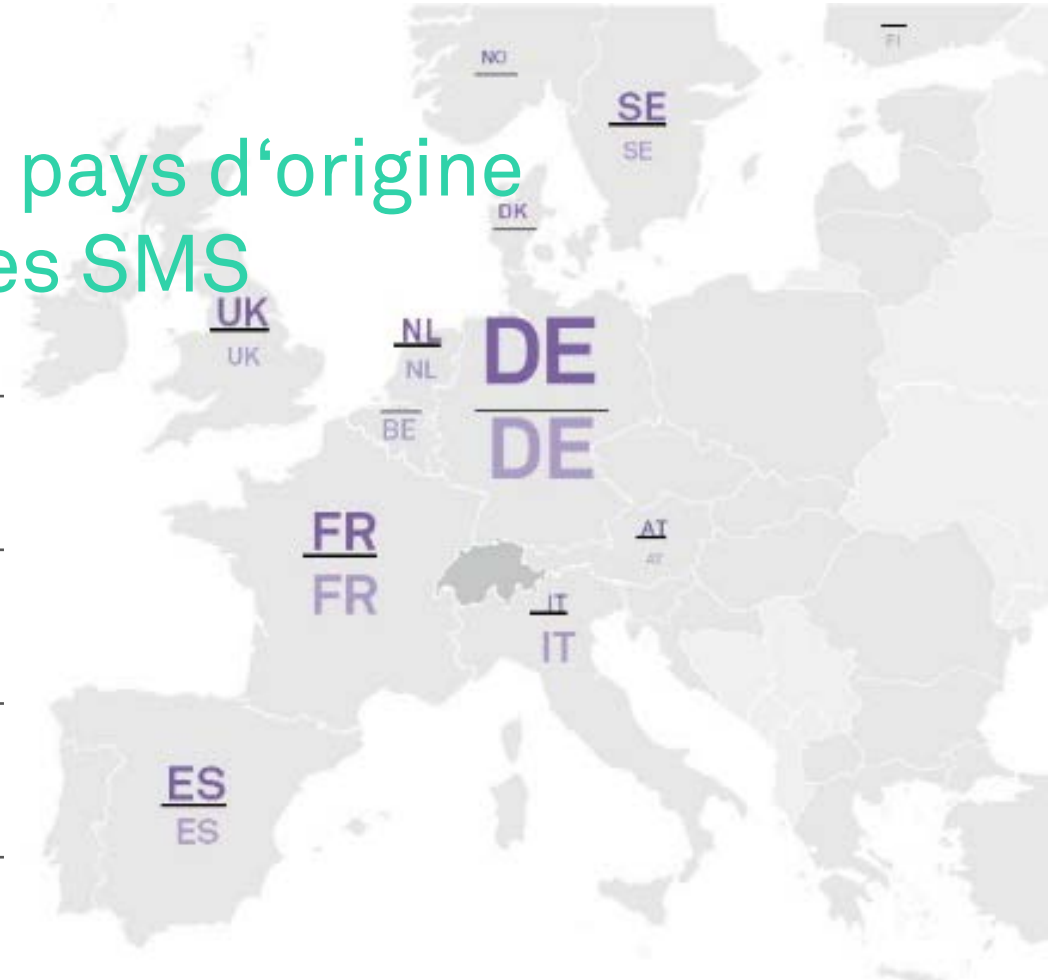 FI
NO
SE
SE
pays d‘origine
DK
es SMS
UK
UK
NL
NL
DE
DE
BE
FR
FR
AT
AT
IT
IT
ES
ES